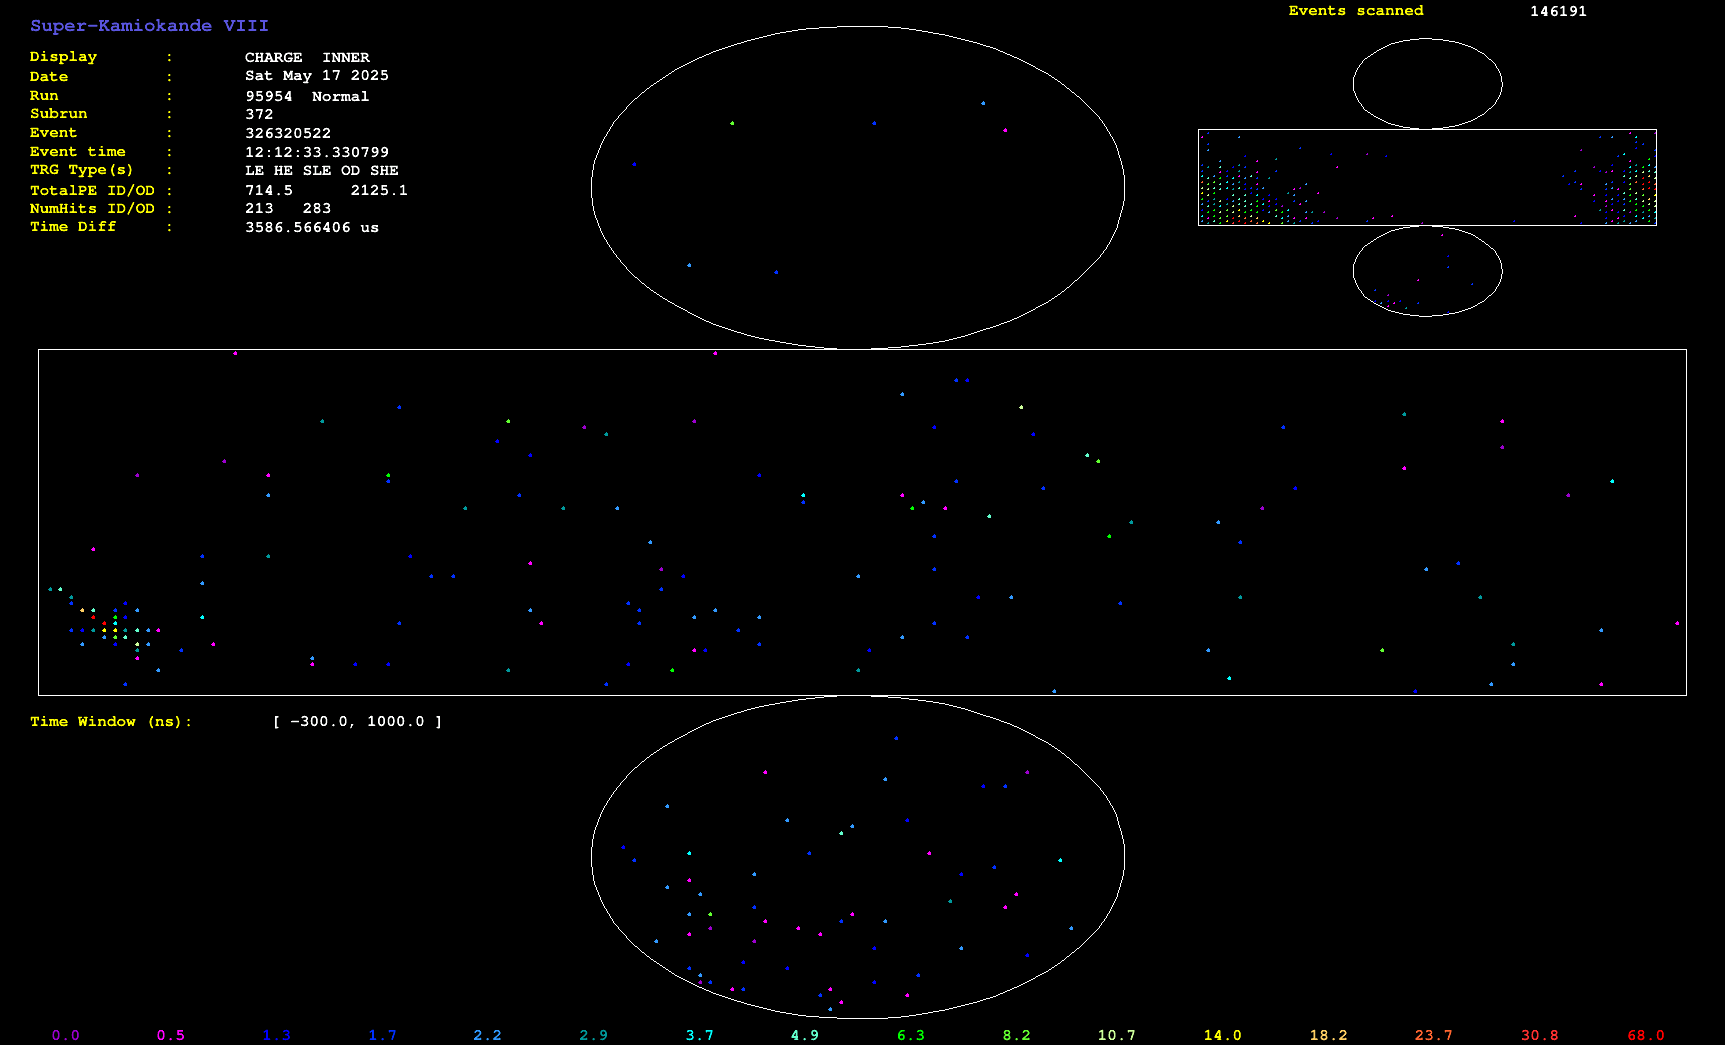 Super-Kamiokande VIII
Events scanned 146191
Display : CHARGE INNER
Date : Sat May 17 2025
Run : 95954 Normal
Subrun : 372
Event : 326320522
Event time : 12:12:33.330799
TRG Type(s) : LE HE SLE OD SHE
TotalPE ID/OD : 714.5 2125.1
NumHits ID/OD : 213 283
Time Diff : 3586.566406 us
Time Window (ns): [ -300.0, 1000.0 ]
0.0 0.5 1.3 1.7 2.2 2.9 3.7 4.9 6.3 8.2 10.7 14.0 18.2 23.7 30.8 68.0